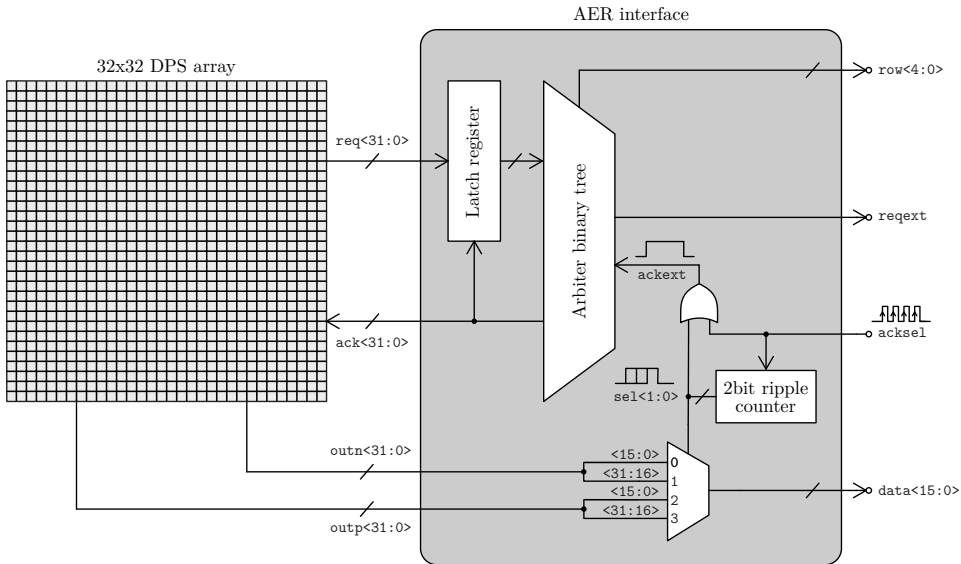 AER interface
32x32 DPS array
row<4:0>
req<31:0>
Latch register
Arbiter binary tree
reqext
ackext
ack<31:0>
acksel
sel<1:0>
2bit ripple
counter
outn<31:0>
<15:0>
0
<31:16>
1
<15:0>
2
<31:16>
3
data<15:0>
outp<31:0>